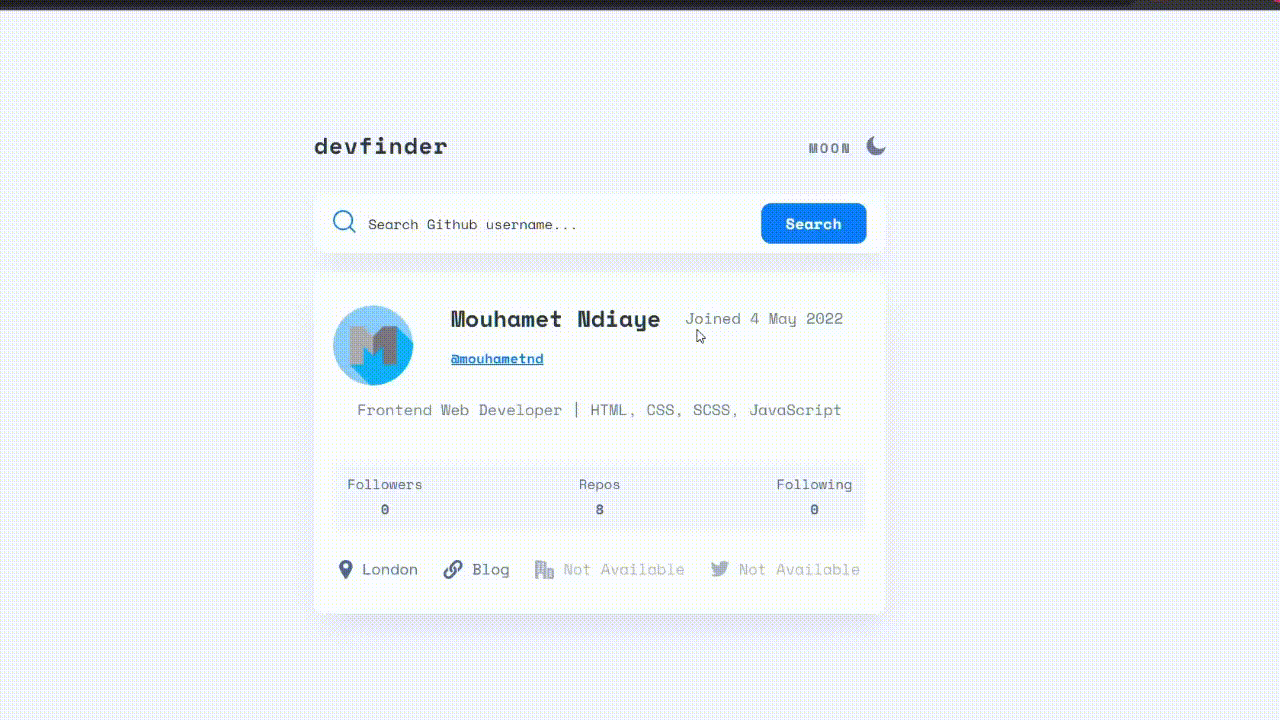 devfinder
MOON
Search Github username...
Search
Mouhamet Ndiaye
Joined 4 May 2022
@mouhametnd
Frontend Web Developer | HTML, CSS, SCSS, JavaScript
Followers
Repos
Following
0
8
0
London
Blog
Not Available
Not Available